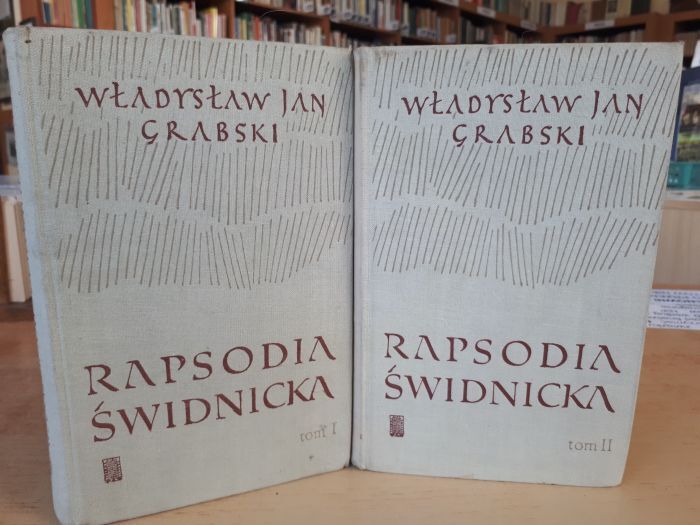 WŁADYSŁAW JAN
GRABSKI
RAPSODIA
ŚWIDNICKA
tom I
WŁADYSŁAW JAN
GRABSKI
RAPSODIA
ŚWIDNICKA
tom II